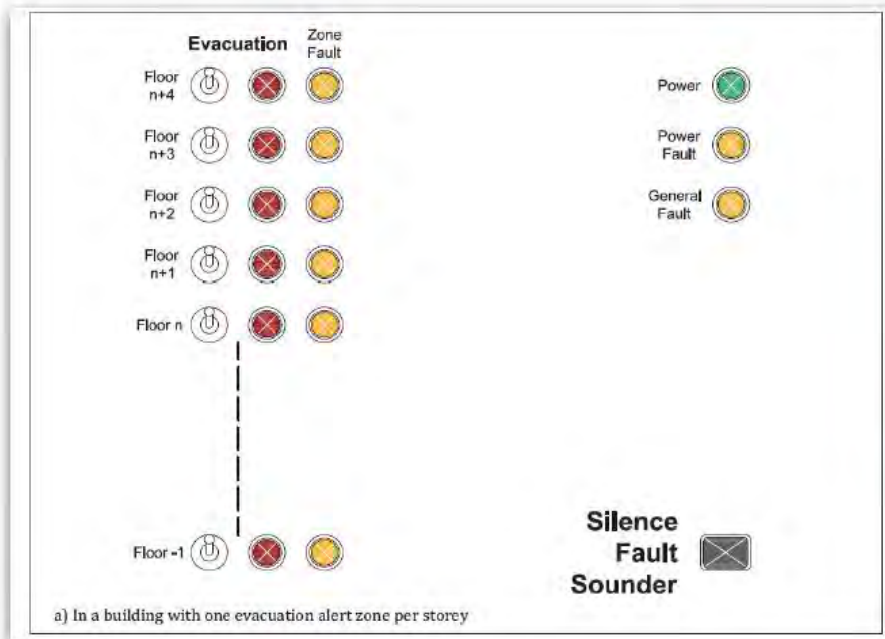 Evacuation
Zone
Fault
Floor
n+4
Floor
n+3
Floor
n+2
Floor
n+1
Floor n
Floor -1
Power
Power
Fault
General
Fault
Silence
Fault
Sounder
a) In a building with one evacuation alert zone per storey